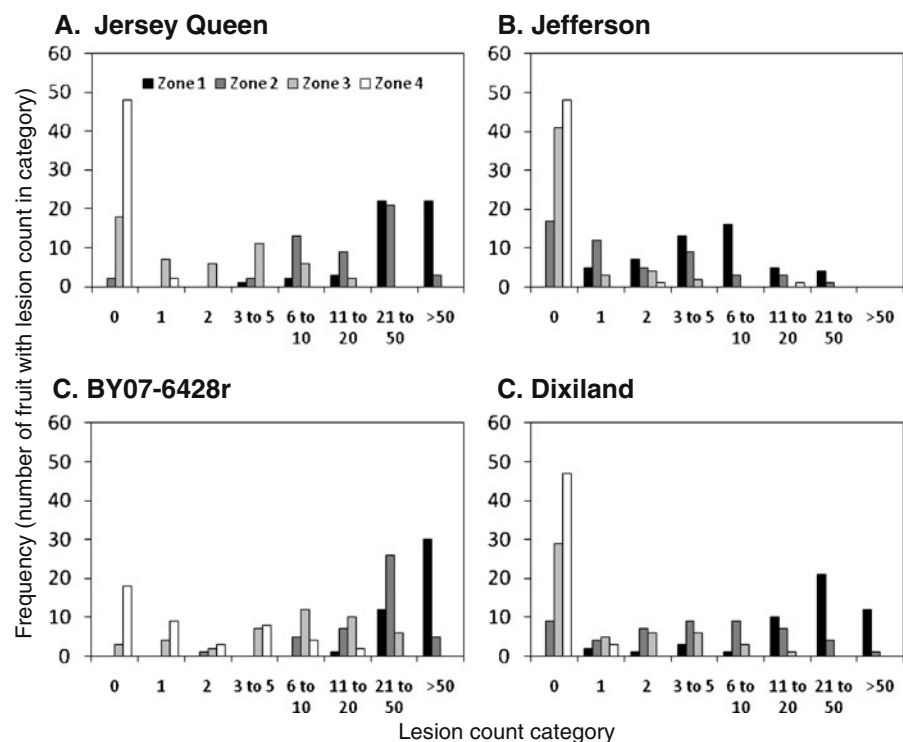 A. Jersey Queen
60
50
40
30
20
10
0
Zone 1 Zone 2 Zone 3 Zone 4
0 1 2 3 to 5 6 to 10 11 to 20 21 to 50 >50
B. Jefferson
60
50
40
30
20
10
0
0 1 2 3 to 5 6 to 10 11 to 20 21 to 50 >50
C. BY07-6428r
60
50
40
30
20
10
0
0 1 2 3 to 5 6 to 10 11 to 20 21 to 50 >50
C. Dixiland
60
50
40
30
20
10
0
0 1 2 3 to 5 6 to 10 11 to 20 21 to 50 >50
Frequency (number of fruit with lesion count in category)
Lesion count category